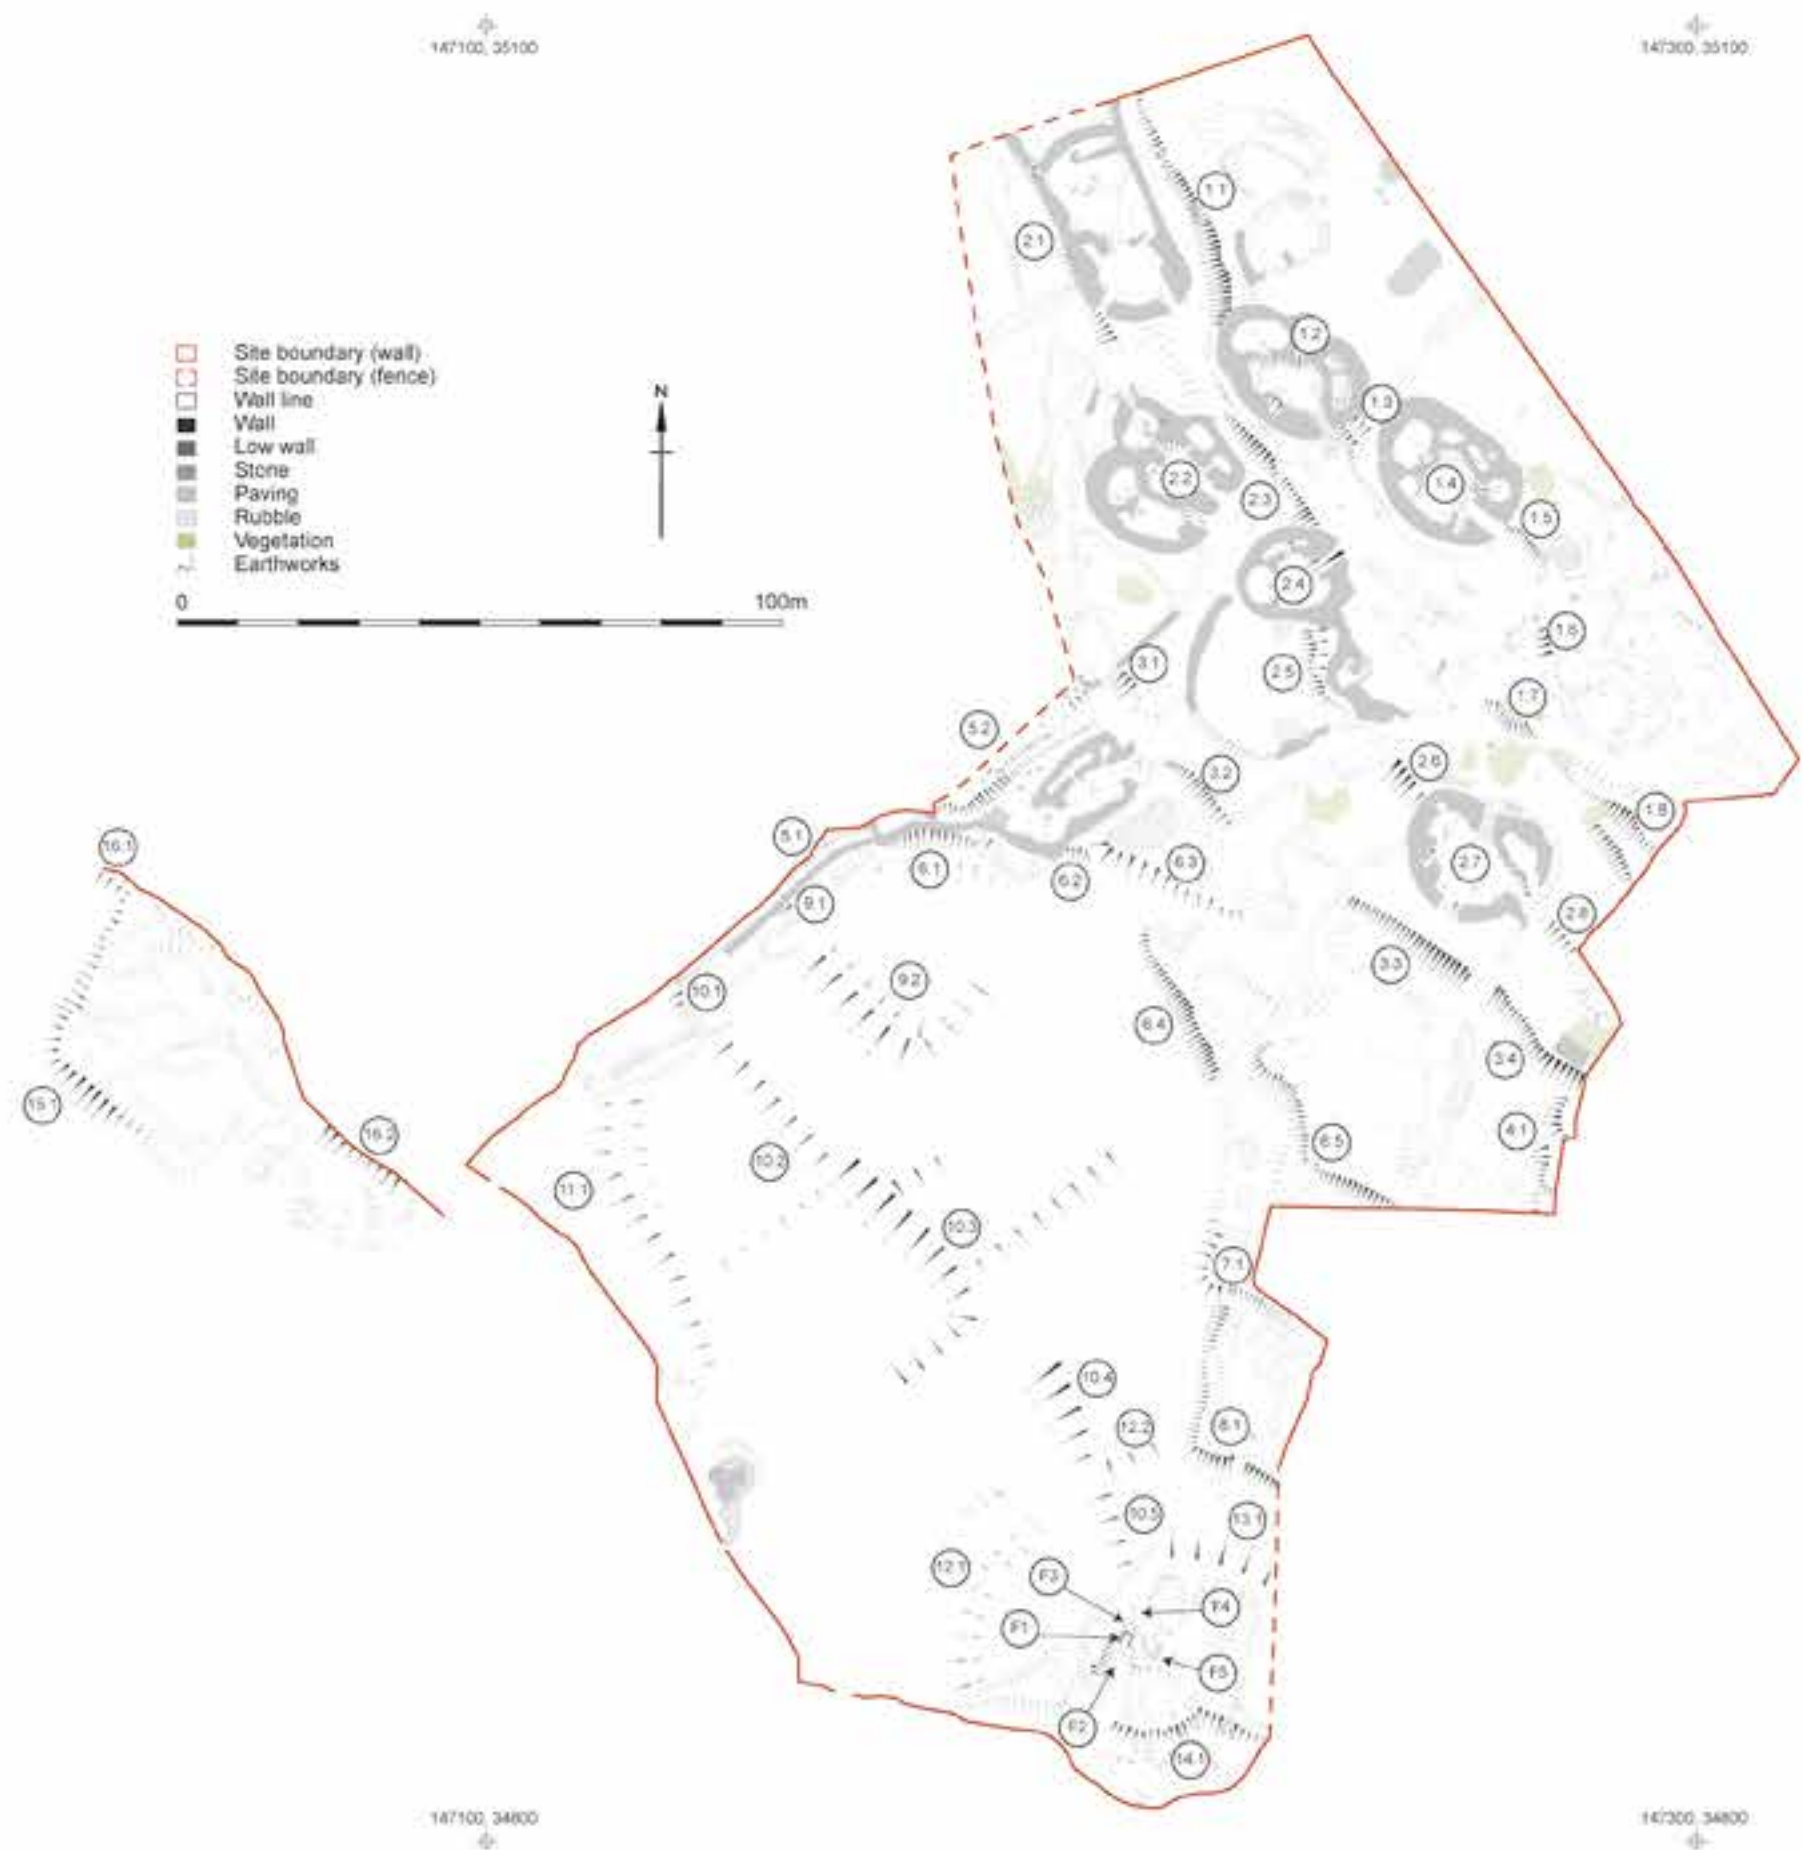 147100, 35100
147300, 35100
1.1
2.1
1.2
Site boundary (wall)
Site boundary (fence)
Wall line
Wall
Low wall
Stone
Paving
Rubble
Vegetation
Earthworks
N
0
100m
1.3
2.2
1.4
2.3
1.5
2.4
1.6
3.1
2.5
1.7
5.2
2.6
3.2
1.8
16.1
5.1
6.1
6.2
6.3
2.7
9.1
2.8
9.2
3.3
10.1
6.4
3.4
15.1
16.2
4.1
6.5
10.2
11.1
10.3
7.1
10.4
12.2
8.1
10.5
13.1
12.1
F3
F4
F1
F5
F2
14.1
147100, 34800
147300, 34800